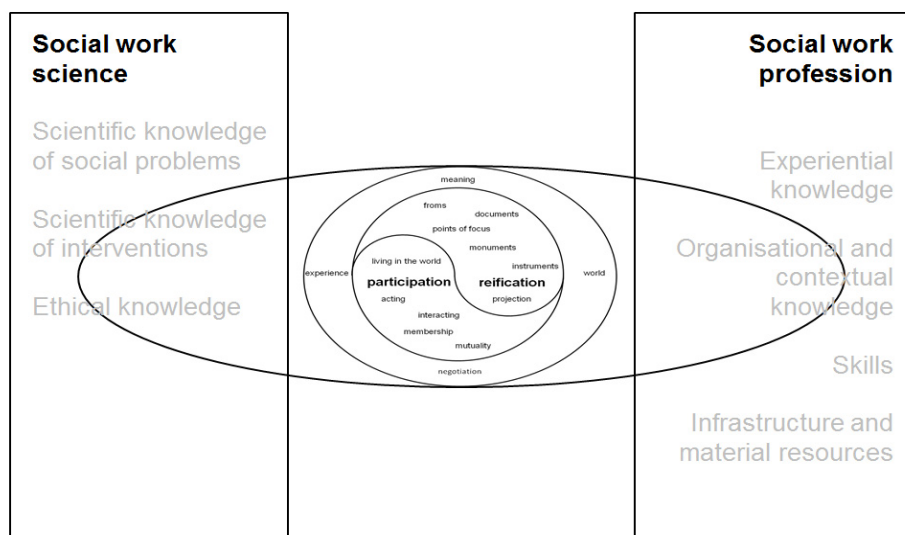 Social work
science
Scientific knowledge
of social problems
Scientific knowledge
of interventions
Ethical knowledge
meaning
froms
documents
points of focus
monuments
living in the world
instruments
experience
world
participation
reification
acting
projection
interacting
membership
mutuality
negotiation
Social work
profession
Experiential
knowledge
Organisational and
contextual
knowledge
Skills
Infrastructure and
material resources